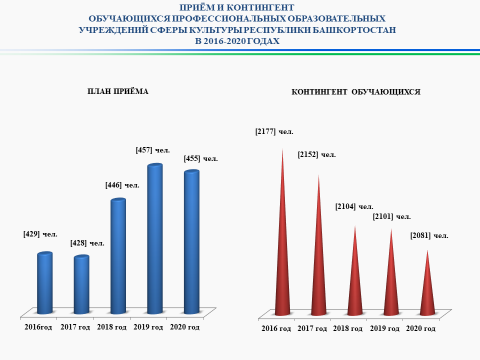 ПРИЁМ И КОНТИНГЕНТ
ОБУЧАЮЩИХСЯ ПРОФЕССИОНАЛЬНЫХ ОБРАЗОВАТЕЛЬНЫХ
УЧРЕЖДЕНИЙ СФЕРЫ КУЛЬТУРЫ РЕСПУБЛИКИ БАШКОРТОСТАН
В 2016-2020 ГОДАХ
ПЛАН ПРИЁМА
[429] чел.
[428] чел.
[446] чел.
[457] чел.
[455] чел.
2016год 2017 год 2018 год 2019 год 2020 год
КОНТИНГЕНТ ОБУЧАЮЩИХСЯ
[2177] чел.
[2152] чел.
[2104] чел.
[2101] чел.
[2081] чел.
2016 год 2017 год 2018 год 2019 год 2020 год